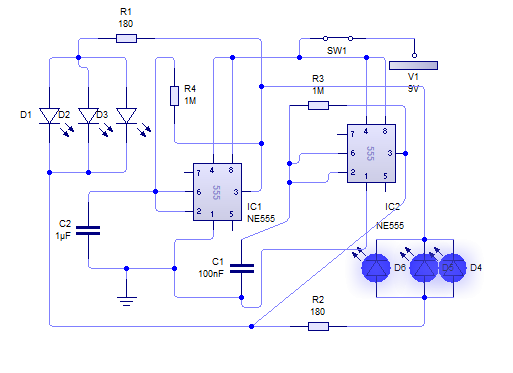 R1
180
SW1
V1
9V
R3
1M
R4
1M
D1
D2
D3
7
4
8
555
6
3
2
1
5
IC1
NE555
7
4
8
555
6
3
2
1
5
IC2
NE555
C2
1µF
C1
100nF
D6
D5
D4
R2
180